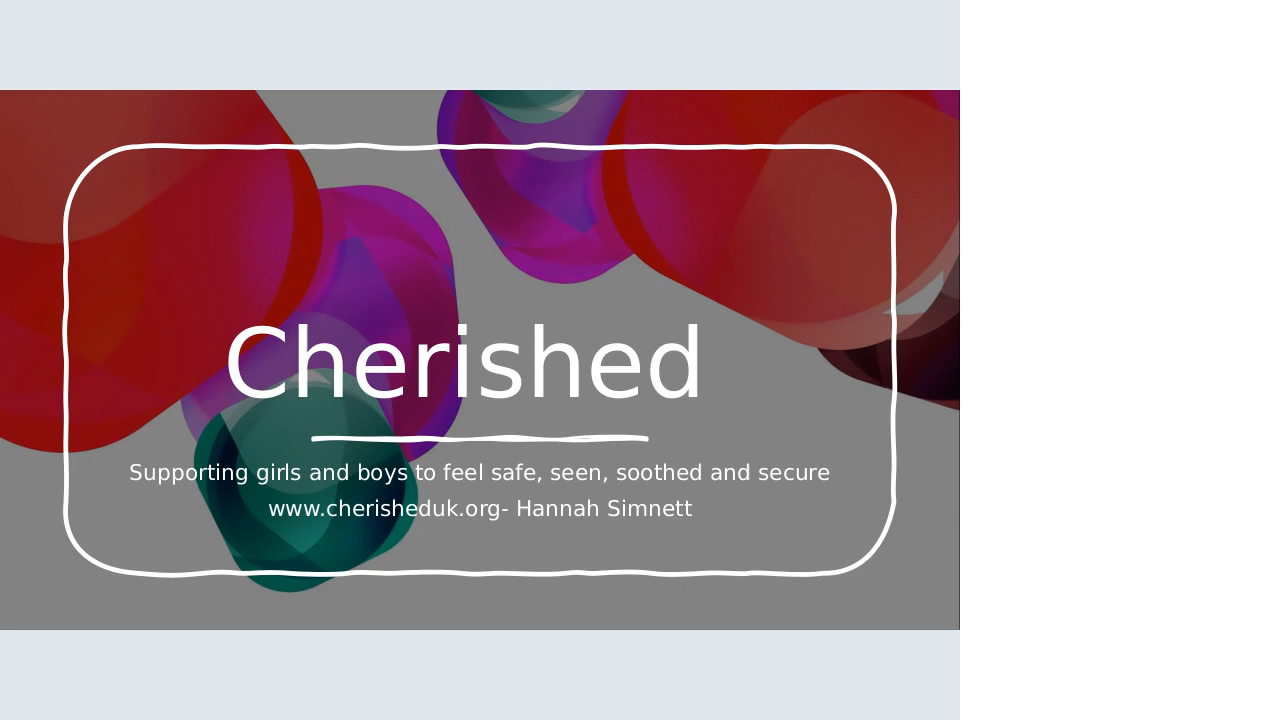 Cherished
Supporting girls and boys to feel safe, seen, soothed and secure
www.cherisheduk.org- Hannah Simnett